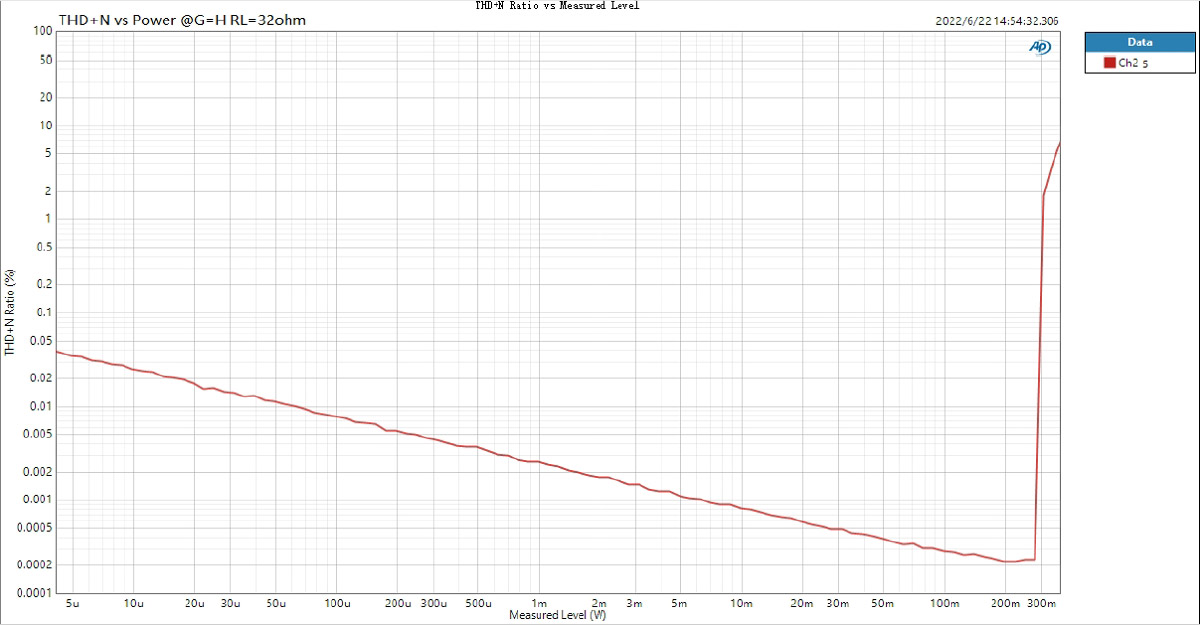 THD+N Ratio vs Measured Level
THD+N vs Power @G=H RL=32ohm
2022/6/22 14:54:32.306
AP
Data
Ch2 5
THD+N Ratio (%)
100
50
20
10
5
2
1
0.5
0.2
0.1
0.05
0.02
0.01
0.005
0.002
0.001
0.0005
0.0002
0.0001
5u 10u 20u 30u 50u 100u 200u 300u 500u 1m 2m 3m 5m 10m 20m 30m 50m 100m 200m 300m
Measured Level (W)